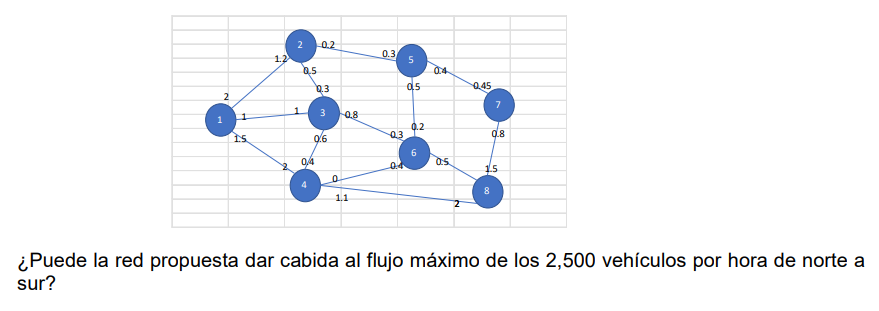 2 0.2
0.3 5
1.2
0.5 0.4
2 0.3 0.5 0.45 7
1 1 1 3 0.8
1.5 0.6 0.3 0.2 0.8
6
2 0.4 0.4 0.5 1.5
4 0 8
1.1 2
¿Puede la red propuesta dar cabida al flujo máximo de los 2,500 vehículos por hora de norte a
sur?